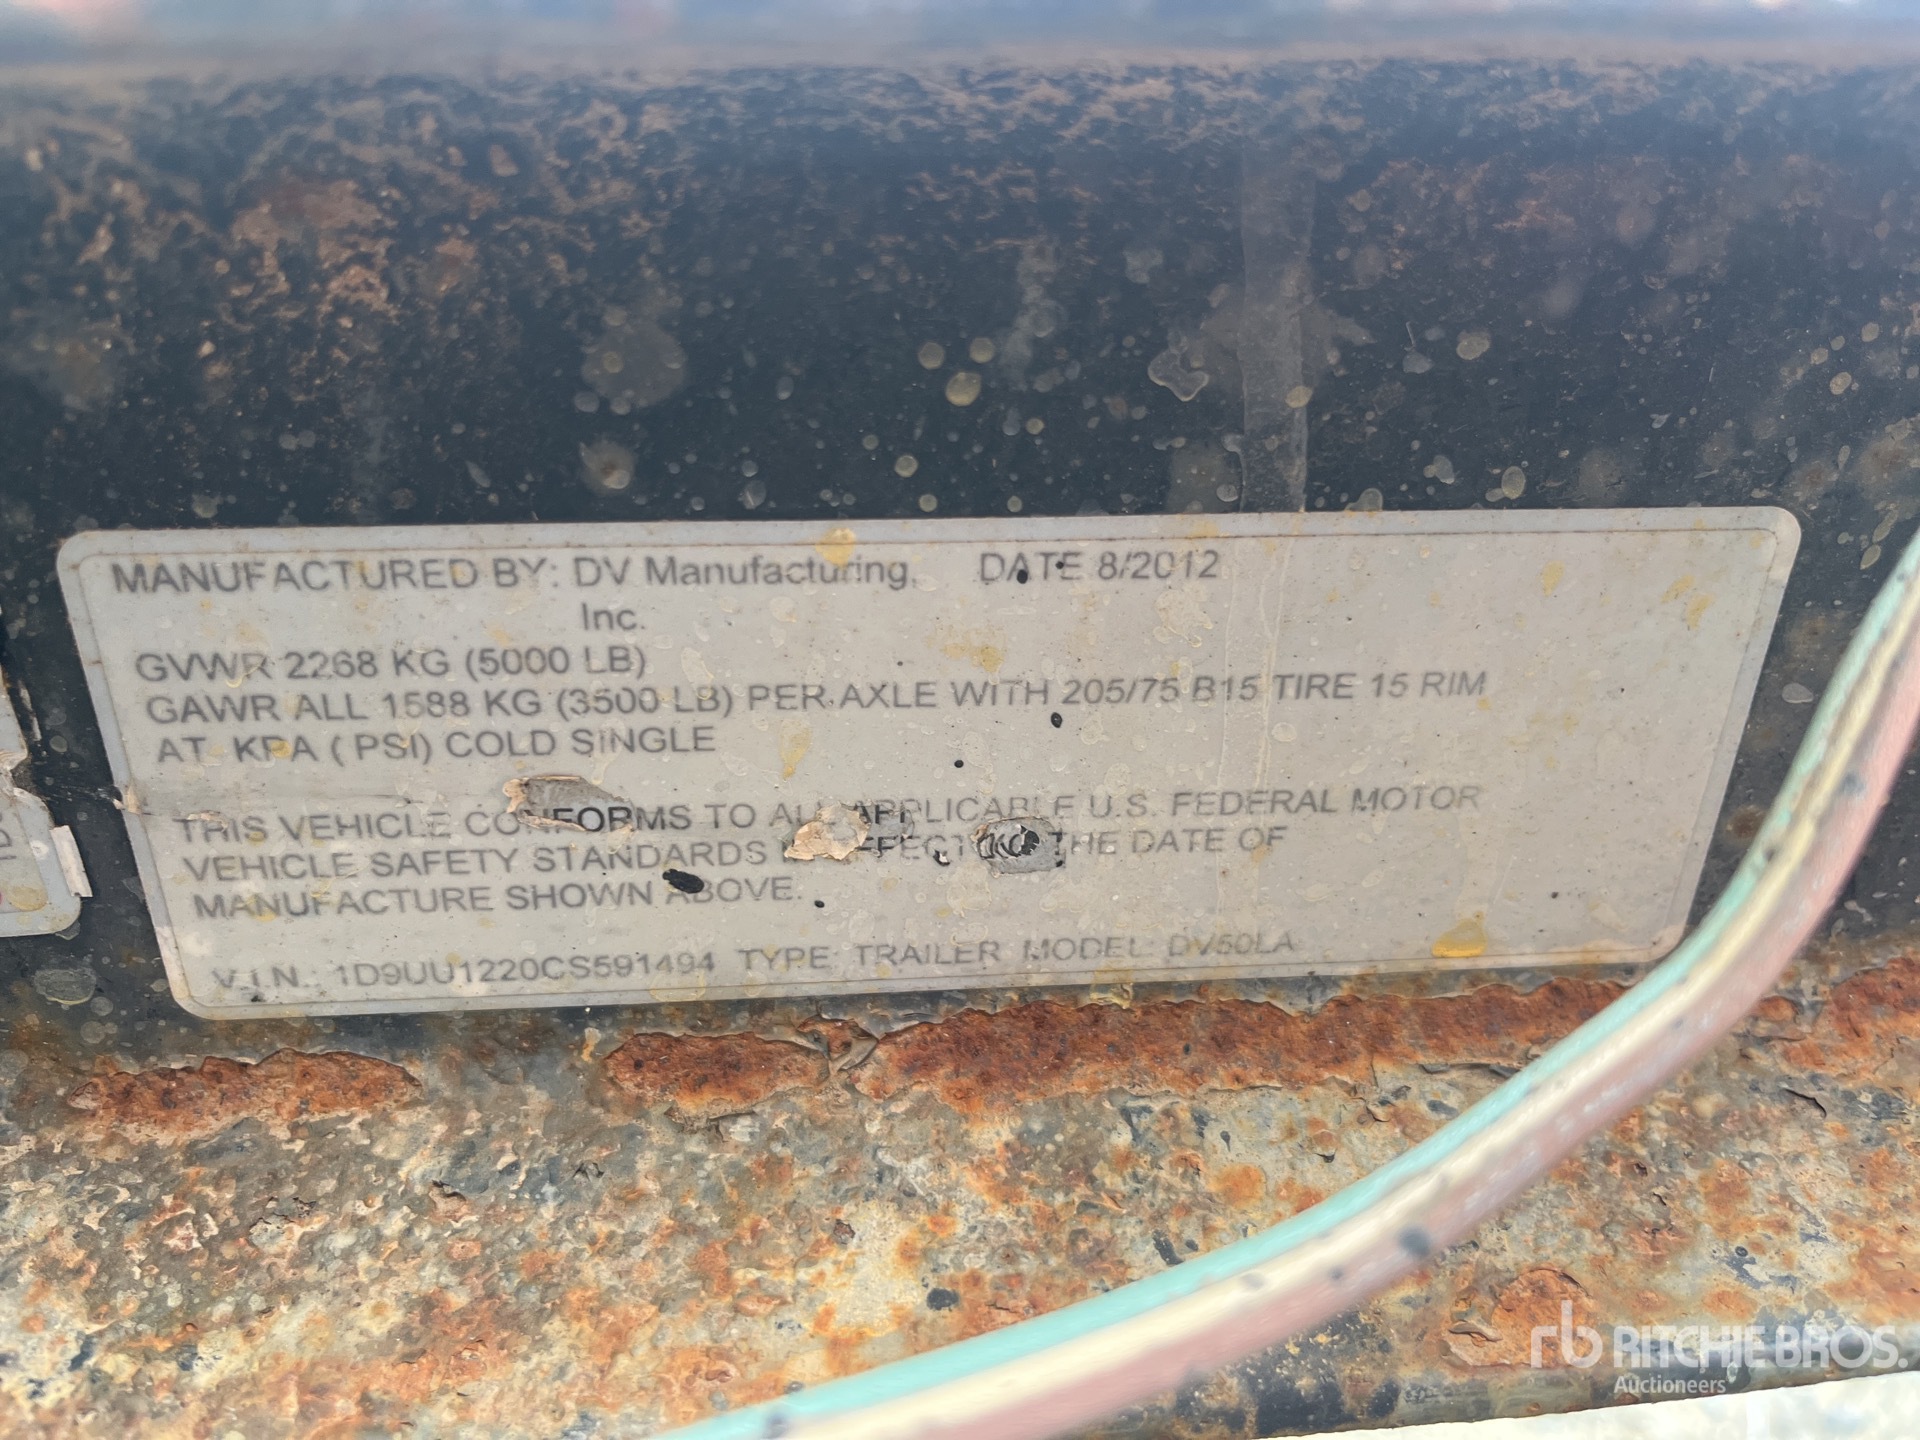 MANUFACTURED BY: DV Manufacturing, DATE 8/2012
Inc.
GVWR 2268 KG (5000 LB)
GAWR ALL 1588 KG (3500 LB) PER AXLE WITH 205/75 B15 TIRE 15 RIM
AT KPA ( PSI) COLD SINGLE
THIS VEHICLE CONFORMS TO ALL APPLICABLE U.S. FEDERAL MOTOR
VEHICLE SAFETY STANDARDS EFFECT THE DATE OF
MANUFACTURE SHOWN ABOVE.
V.I.N.: 1D9UU1220CS591494 TYPE: TRAILER MODEL: DV50LA
rb RITCHIE BROS.
Auctioneers